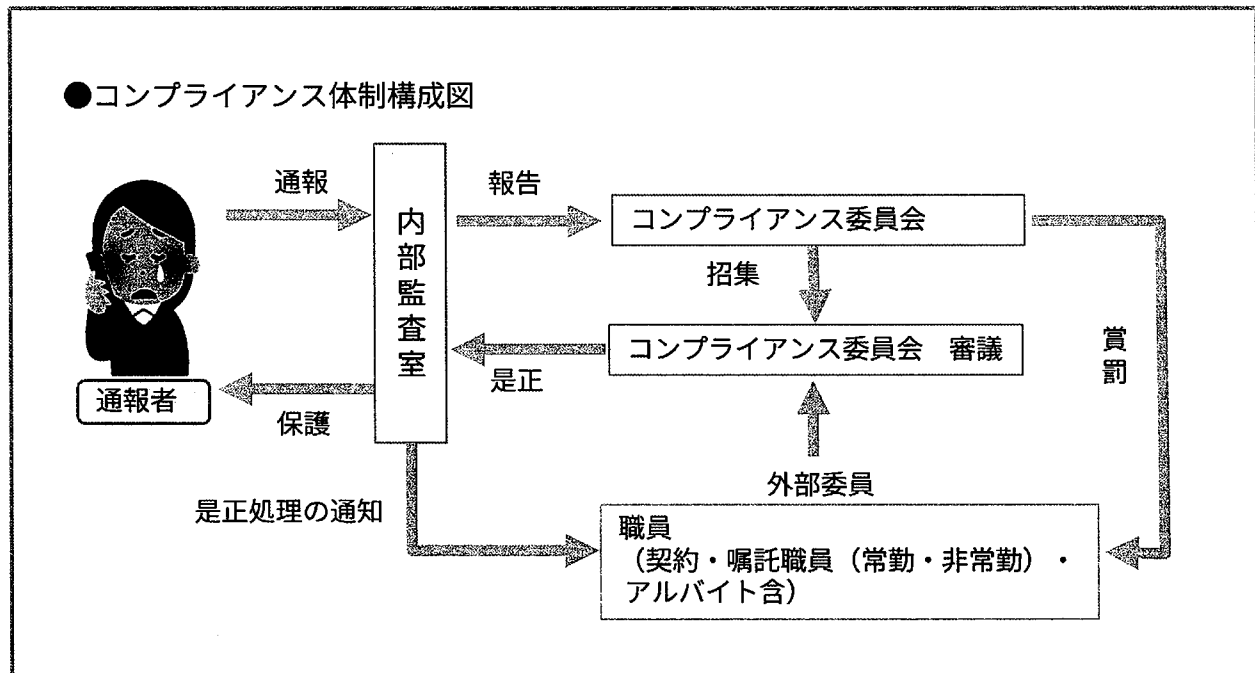 ●コンプライアンス体制構成図
通報
報告
内部監査室
コンプライアンス委員会
招集
賞罰
コンプライアンス委員会　審議
是正
通報者
保護
外部委員
是正処理の通知
職員
（契約・嘱託職員（常勤・非常勤）・
アルバイト含）